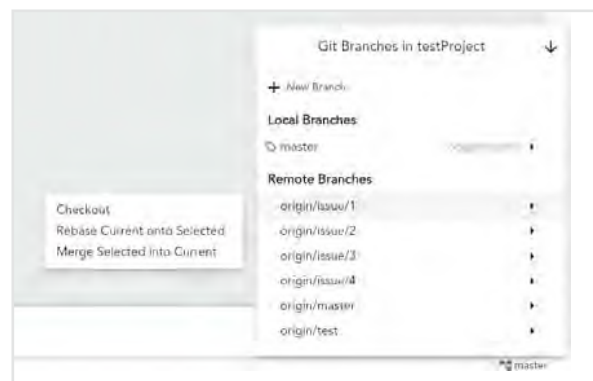 Git Branches in testProject
New Branch
Local Branches
master
Remote Branches
origin/issue/1
origin/issue/2
origin/issue/3
origin/issue/4
origin/master
origin/test
Checkout
Rebase Current onto Selected
Merge Selected into Current
master